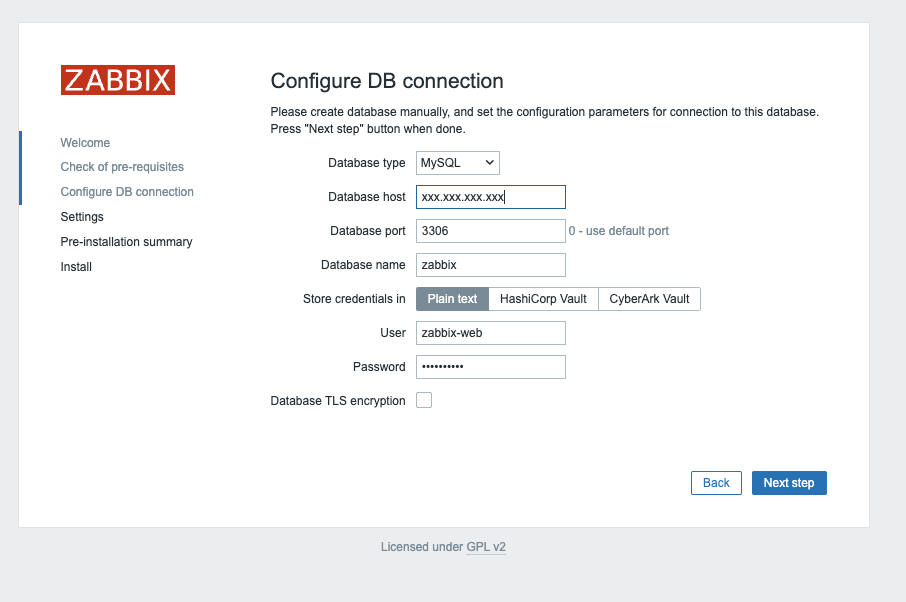 ZABBIX
Welcome
Check of pre-requisites
Configure DB connection
Settings
Pre-installation summary
Install
Configure DB connection
Please create database manually, and set the configuration parameters for connection to this database.
Press "Next step" button when done.
Database type MySQL
Database host xxx.xxx.xxx.xxx
Database port 3306 0 - use default port
Database name zabbix
Store credentials in Plain text HashiCorp Vault CyberArk Vault
User zabbix-web
Password ••••••••••
Database TLS encryption
Back Next step
Licensed under GPL v2